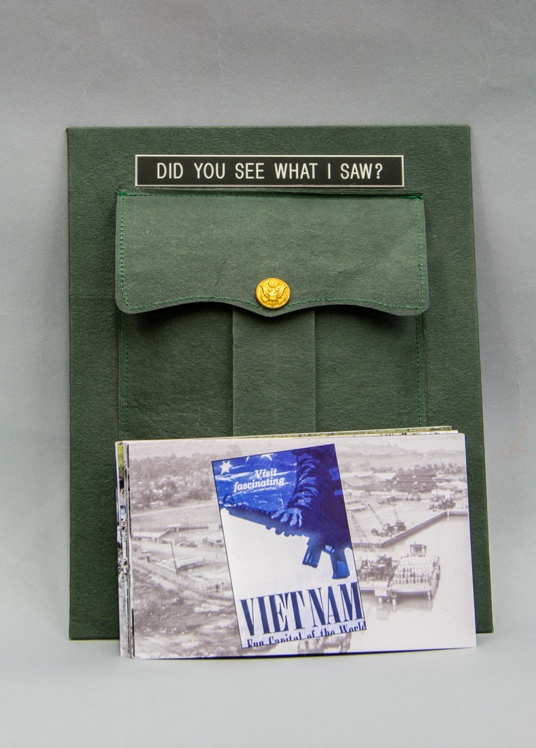 DID YOU SEE WHAT I SAW?
Visit
fascinating
VIETNAM
Fun Capital of the World